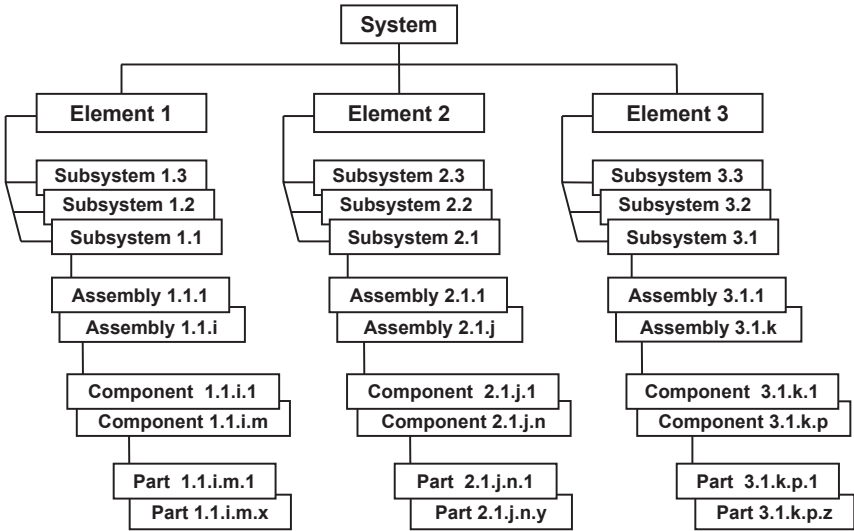 System
Element 1
Element 2
Element 3
Subsystem 1.3
Subsystem 2.3
Subsystem 3.3
Subsystem 1.2
Subsystem 2.2
Subsystem 3.2
Subsystem 1.1
Subsystem 2.1
Subsystem 3.1
Assembly 1.1.1
Assembly 2.1.1
Assembly 3.1.1
Assembly 1.1.i
Assembly 2.1.j
Assembly 3.1.k
Component 1.1.i.1
Component 2.1.j.1
Component 3.1.k.1
Component 1.1.i.m
Component 2.1.j.n
Component 3.1.k.p
Part 1.1.i.m.1
Part 2.1.j.n.1
Part 3.1.k.p.1
Part 1.1.i.m.x
Part 2.1.j.n.y
Part 3.1.k.p.z